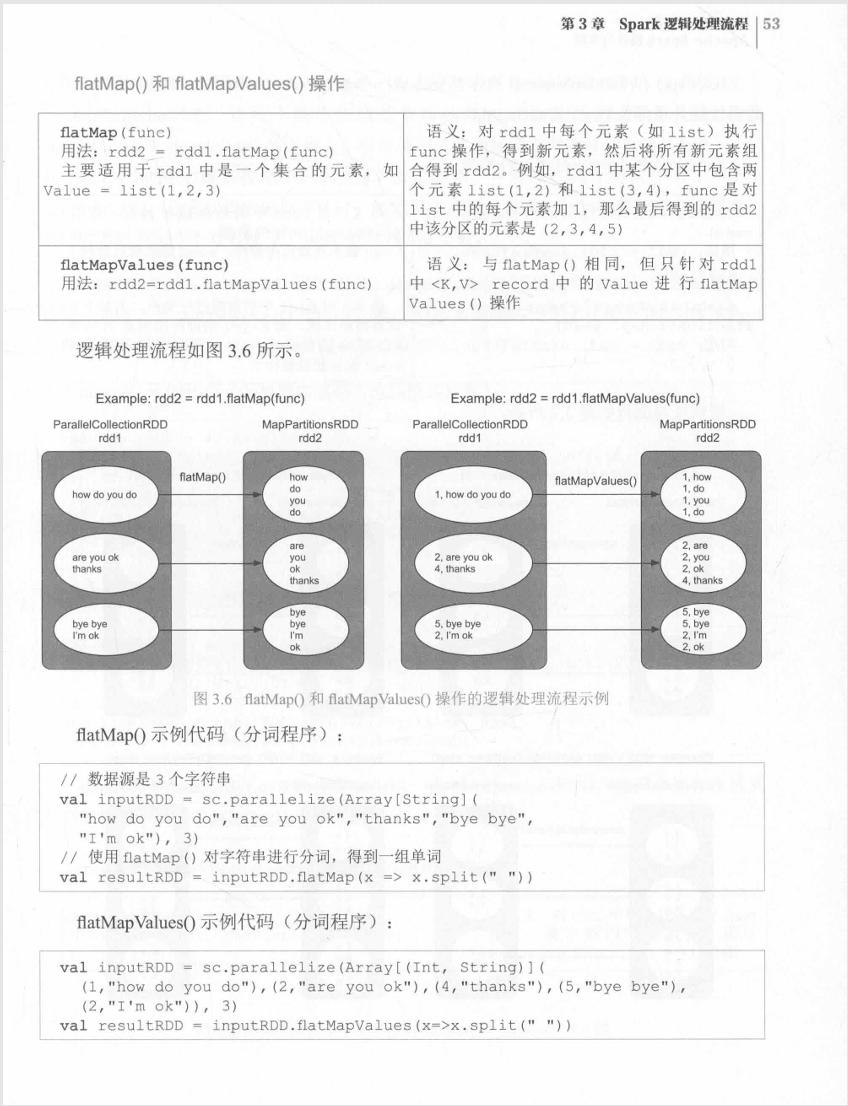 第 3 章 Spark 逻辑处理流程 53
flatMap() 和 flatMapValues() 操作
flatMap(func)
用法：rdd2 = rdd1.flatMap(func)
主要适用于 rdd1 中是一个集合的元素，如
Value = list(1,2,3)
语义：对 rdd1 中每个元素（如 list）执行
func 操作，得到新元素，然后将所有新元素组
合得到 rdd2。例如，rdd1 中某个分区中包含两
个元素 list(1,2) 和 list(3,4)，func 是对
list 中的每个元素加 1，那么最后得到的 rdd2
中该分区的元素是 (2,3,4,5)
flatMapValues(func)
用法：rdd2=rdd1.flatMapValues(func)
语义：与 flatMap() 相同，但只针对 rdd1
中 <K,V> record 中的 Value 进行 flatMap
Values() 操作
逻辑处理流程如图 3.6 所示。
Example: rdd2 = rdd1.flatMap(func)
ParallelCollectionRDD
rdd1
MapPartitionsRDD
rdd2
flatMap()
how do you do
how
do
you
do
are you ok
thanks
are
you
ok
thanks
bye bye
I'm ok
bye
bye
I'm
ok
Example: rdd2 = rdd1.flatMapValues(func)
ParallelCollectionRDD
rdd1
MapPartitionsRDD
rdd2
flatMapValues()
1, how do you do
1, how
1, do
1, you
1, do
2, are you ok
4, thanks
2, are
2, you
2, ok
4, thanks
5, bye bye
2, I'm ok
5, bye
5, bye
2, I'm
2, ok
图 3.6 flatMap() 和 flatMapValues() 操作的逻辑处理流程示例
flatMap() 示例代码（分词程序）：
// 数据源是 3 个字符串
val inputRDD = sc.parallelize(Array[String](
"how do you do","are you ok","thanks","bye bye",
"I'm ok"), 3)
// 使用 flatMap() 对字符串进行分词，得到一组单词
val resultRDD = inputRDD.flatMap(x => x.split(" "))
flatMapValues() 示例代码（分词程序）：
val inputRDD = sc.parallelize(Array[(Int, String)](
(1,"how do you do"),(2,"are you ok"),(4,"thanks"),(5,"bye bye"),
(2,"I'm ok")), 3)
val resultRDD = inputRDD.flatMapValues(x=>x.split(" "))